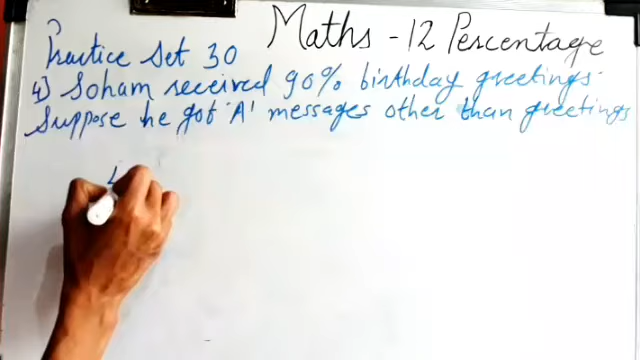 Maths - 12 Percentage
Practice Set 30
4) Soham received 90% birthday greetings.
Suppose he got 'A' messages other than greetings